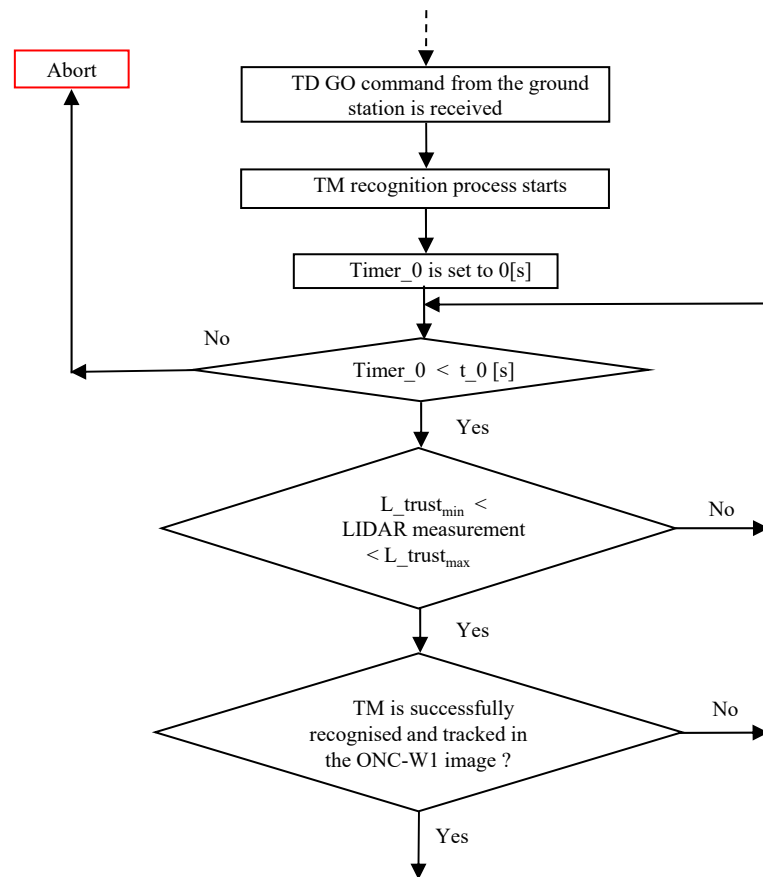 Abort
TD GO command from the ground
station is received
TM recognition process starts
Timer_0 is set to 0[s]
No
Timer_0 < t_0 [s]
Yes
L_trustmin <
LIDAR measurement
< L_trustmax
No
Yes
TM is successfully
recognised and tracked in
the ONC-W1 image ?
No
Yes